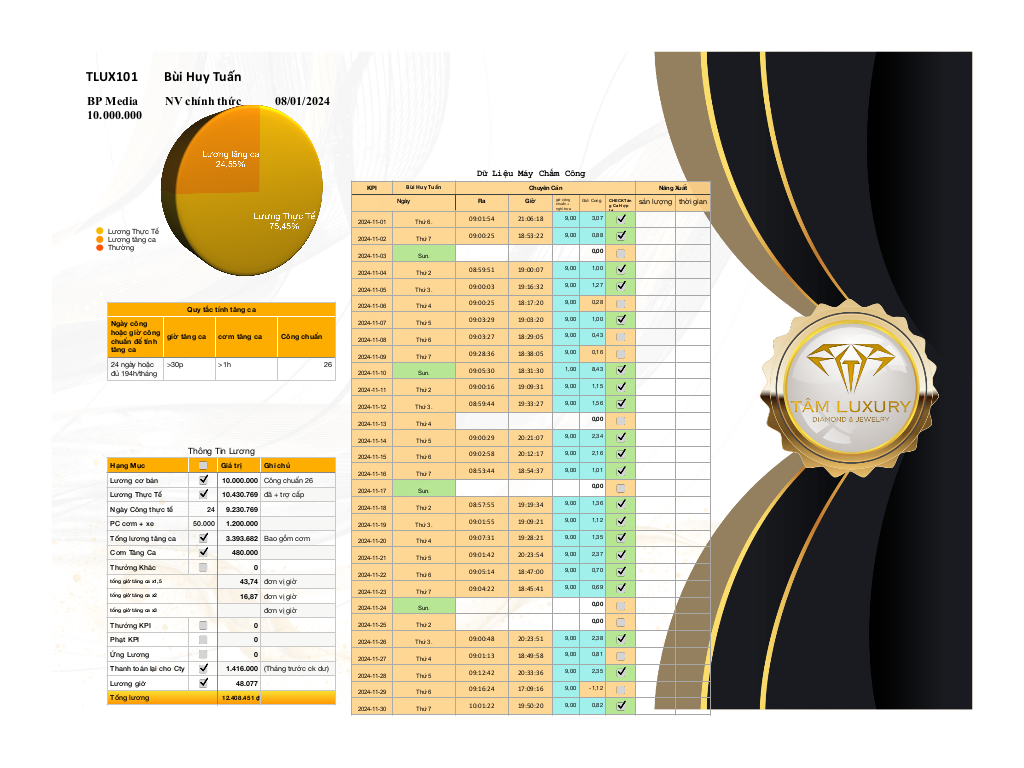 TLUX101 Bùi Huy Tuấn
BP Media NV chính thức 08/01/2024
10.000.000
Lương tăng ca
24,55%
Lương Thực Tế
75,45%
Lương Thực Tế
Lương tăng ca
Thưởng
Quy tắc tính tăng ca
Ngày công hoặc giờ công chuẩn để tính tăng ca giờ tăng ca cơm tăng ca Công chuẩn
24 ngày hoặc đủ 194h/tháng >30p >1h 26
Thông Tin Lương
Hạng Mục Giá trị Ghi chú
Lương cơ bản 10.000.000 Công chuẩn 26
Lương Thực Tế 10.430.769 đã + trợ cấp
Ngày Công thực tế 24 9.230.769
PC cơm + xe 50.000 1.200.000
Tổng lương tăng ca 3.393.682 Bao gồm cơm
Cơm Tăng Ca 480.000
Thưởng Khác 0
tổng giờ tăng ca x1,5 43,74 đơn vị giờ
tổng giờ tăng ca x2 16,87 đơn vị giờ
tổng giờ tăng ca x3 đơn vị giờ
Thưởng KPI 0
Phạt KPI 0
Ứng Lương 0
Thanh toán lại cho Cty 1.416.000 (Tháng trước ck dư)
Lương giờ 48.077
Tổng lương 12.408.451 đ
Dữ Liệu Máy Chấm Công
KPI Bùi Huy Tuấn Chuyên Cần Năng Xuất
Ngày Ra Giờ Giờ Công sản lượng thời gian
2024-11-01 Thứ 6. 09:01:54 21:06:18 9,00 3,07
2024-11-02 Thứ 7 09:00:25 18:53:22 9,00 0,88
2024-11-03 Sun. 0,00
2024-11-04 Thứ 2 08:59:51 19:00:07 9,00 1,00
2024-11-05 Thứ 3. 09:00:03 19:16:32 9,00 1,27
2024-11-06 Thứ 4 09:00:25 18:17:20 9,00 0,28
2024-11-07 Thứ 5 09:03:29 19:03:20 9,00 1,00
2024-11-08 Thứ 6 09:03:27 18:29:05 9,00 0,43
2024-11-09 Thứ 7 09:28:36 18:38:05 9,00 0,16
2024-11-10 Sun. 09:05:30 18:31:30 1,00 8,43
2024-11-11 Thứ 2 09:00:16 19:09:31 9,00 1,15
2024-11-12 Thứ 3. 08:59:44 19:33:27 9,00 1,56
2024-11-13 Thứ 4 0,00
2024-11-14 Thứ 5 09:00:29 20:21:07 9,00 2,34
2024-11-15 Thứ 6 09:02:58 20:12:17 9,00 2,16
2024-11-16 Thứ 7 08:53:44 18:54:37 9,00 1,01
2024-11-17 Sun. 0,00
2024-11-18 Thứ 2 08:57:55 19:19:34 9,00 1,36
2024-11-19 Thứ 3. 09:01:55 19:09:21 9,00 1,12
2024-11-20 Thứ 4 09:07:31 19:28:21 9,00 1,35
2024-11-21 Thứ 5 09:01:42 20:23:54 9,00 2,37
2024-11-22 Thứ 6 09:05:14 18:47:00 9,00 0,70
2024-11-23 Thứ 7 09:04:22 18:45:41 9,00 0,69
2024-11-24 Sun. 0,00
2024-11-25 Thứ 2 0,00
2024-11-26 Thứ 3. 09:00:48 20:23:51 9,00 2,38
2024-11-27 Thứ 4 09:01:13 18:49:58 9,00 0,81
2024-11-28 Thứ 5 09:12:42 20:33:36 9,00 2,35
2024-11-29 Thứ 6 09:16:24 17:09:16 9,00 -1,12
2024-11-30 Thứ 7 10:01:22 19:50:20 9,00 0,82
TÂM LUXURY
DIAMOND & JEWELRY